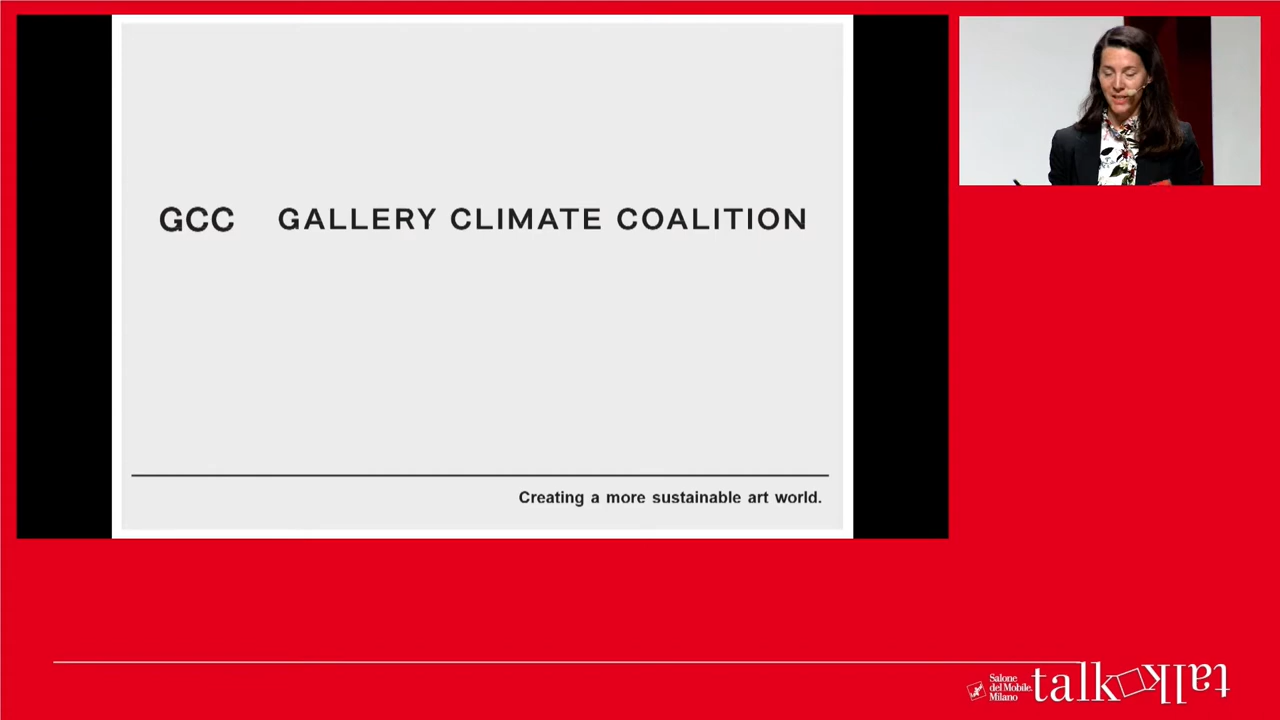 GCC GALLERY CLIMATE COALITION
Creating a more sustainable art world.
Salone
del Mobile.
Milano
talk talk